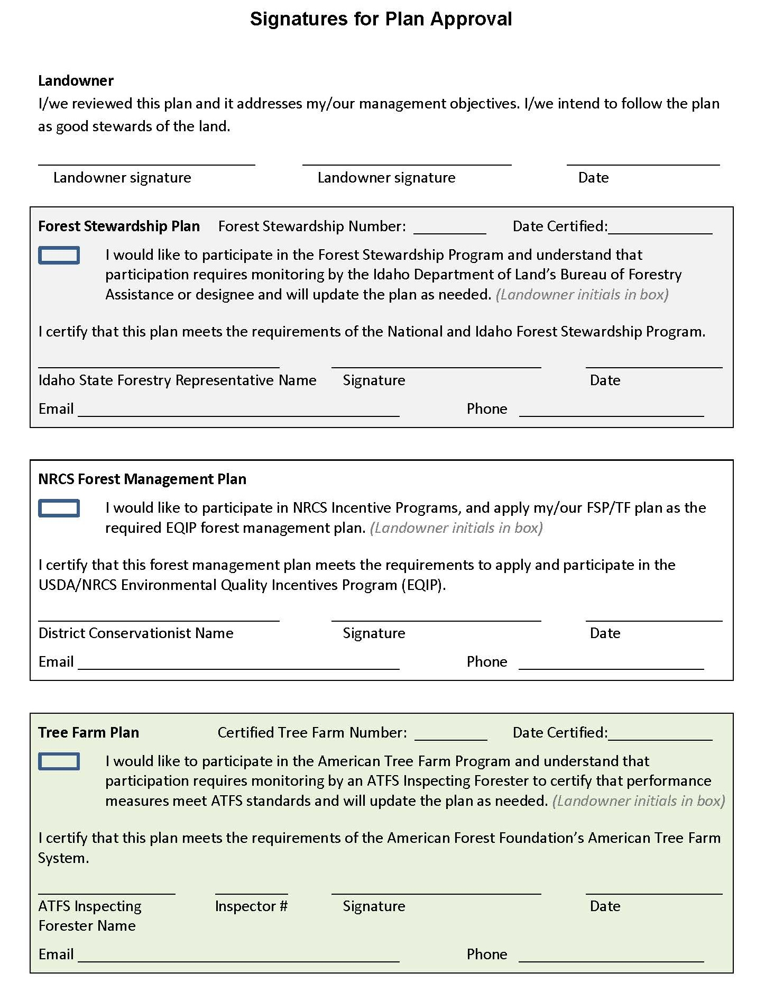 Signatures for Plan Approval
Landowner
I/we reviewed this plan and it addresses my/our management objectives. I/we intend to follow the plan
as good stewards of the land.
Landowner signature Landowner signature Date
Forest Stewardship Plan Forest Stewardship Number: Date Certified:
I would like to participate in the Forest Stewardship Program and understand that
participation requires monitoring by the Idaho Department of Land’s Bureau of Forestry
Assistance or designee and will update the plan as needed. (Landowner initials in box)
I certify that this plan meets the requirements of the National and Idaho Forest Stewardship Program.
Idaho State Forestry Representative Name Signature Date
Email Phone
NRCS Forest Management Plan
I would like to participate in NRCS Incentive Programs, and apply my/our FSP/TF plan as the
required EQIP forest management plan. (Landowner initials in box)
I certify that this forest management plan meets the requirements to apply and participate in the
USDA/NRCS Environmental Quality Incentives Program (EQIP).
District Conservationist Name Signature Date
Email Phone
Tree Farm Plan Certified Tree Farm Number: Date Certified:
I would like to participate in the American Tree Farm Program and understand that
participation requires monitoring by an ATFS Inspecting Forester to certify that performance
measures meet ATFS standards and will update the plan as needed. (Landowner initials in box)
I certify that this plan meets the requirements of the American Forest Foundation’s American Tree Farm
System.
ATFS Inspecting Inspector # Signature Date
Forester Name
Email Phone